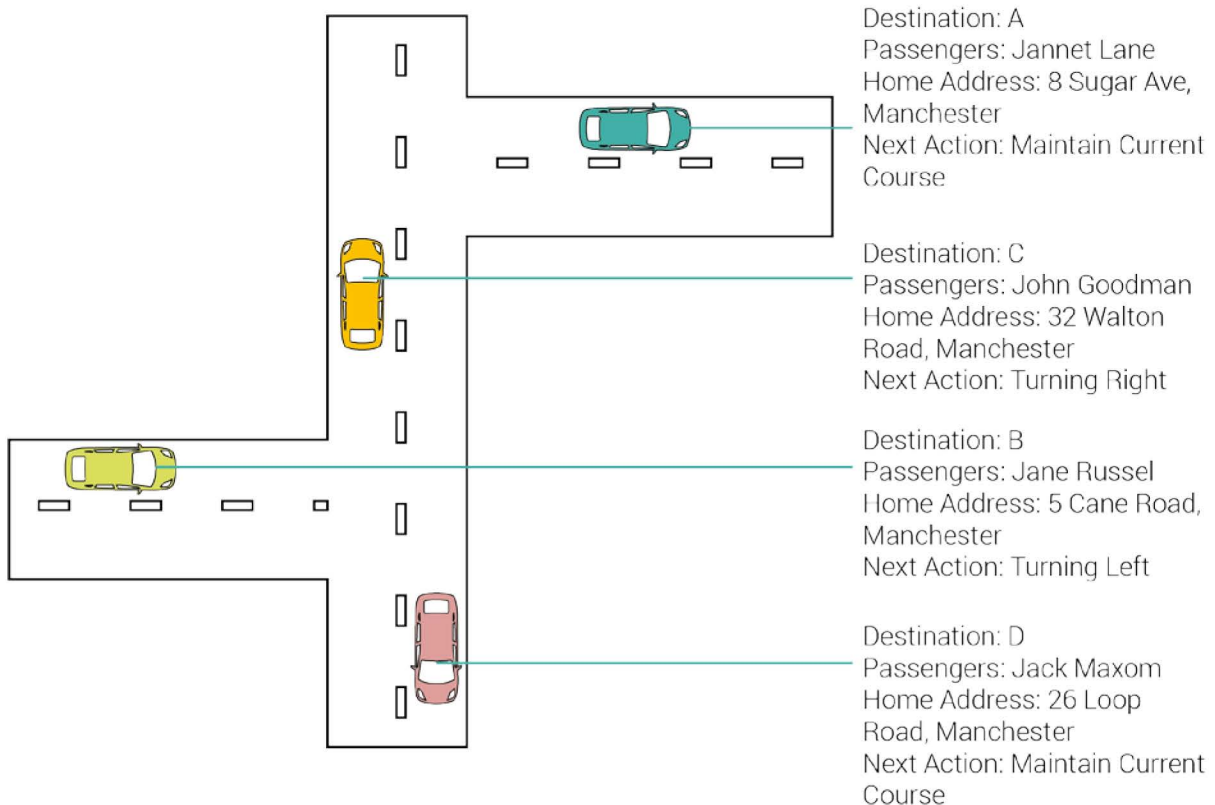 Destination: A
Passengers: Jannet Lane
Home Address: 8 Sugar Ave,
Manchester
Next Action: Maintain Current
Course
Destination: C
Passengers: John Goodman
Home Address: 32 Walton
Road, Manchester
Next Action: Turning Right
Destination: B
Passengers: Jane Russel
Home Address: 5 Cane Road,
Manchester
Next Action: Turning Left
Destination: D
Passengers: Jack Maxom
Home Address: 26 Loop
Road, Manchester
Next Action: Maintain Current
Course